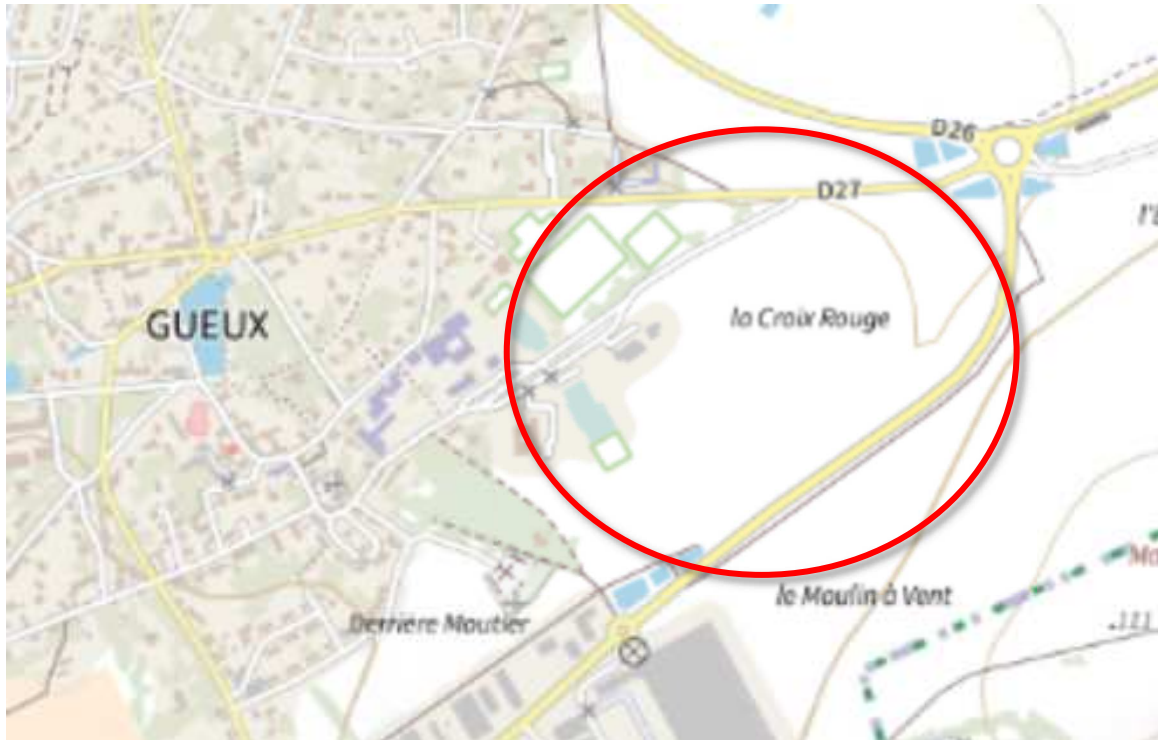 D26
D27
la Croix Rouge
GUEUX
le Moulin à Vent
Derrière Moutier
.111